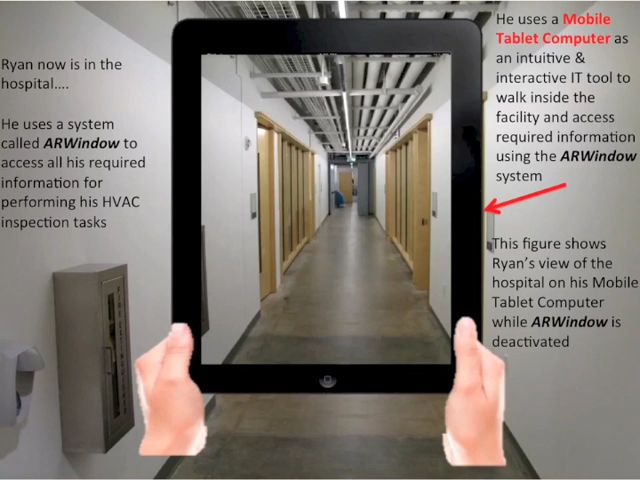 Ryan now is in the
hospital....
He uses a system
called ARWindow to
access all his required
information for
performing his HVAC
inspection tasks
He uses a Mobile
Tablet Computer as
an intuitive &
interactive IT tool to
walk inside the
facility and access
required information
using the ARWindow
system
This figure shows
Ryan's view of the
hospital on his Mobile
Tablet Computer
while ARWindow is
deactivated
FIRE EXTINGUISHER